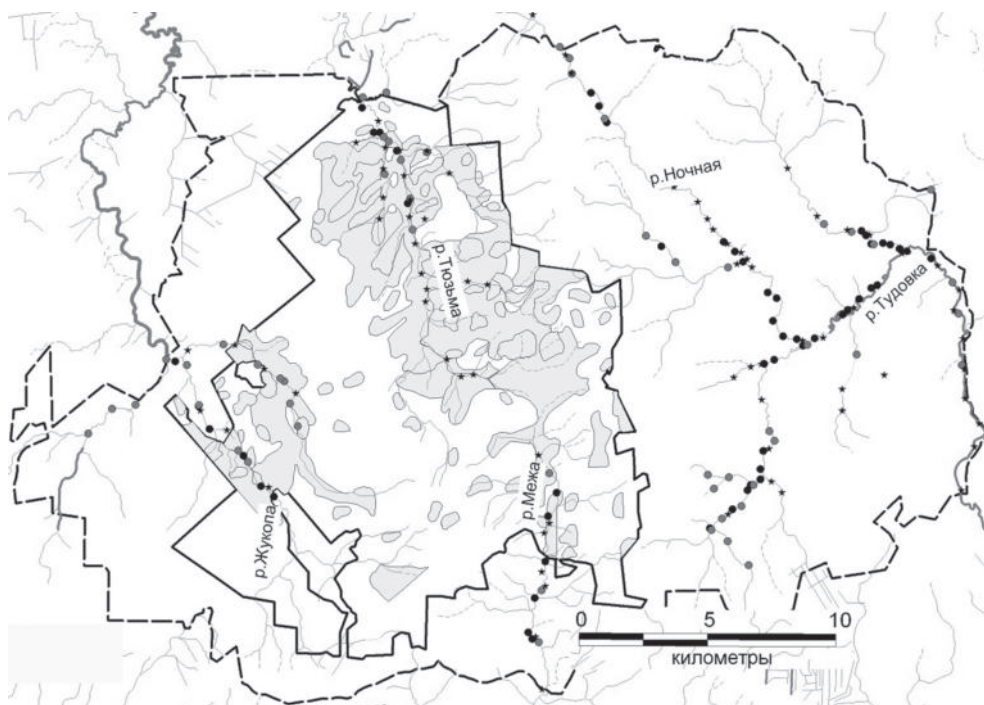 р.Ночная
р.Тюзьма
р.Тудовка
р.Межа
р.Жукопа
0 5 10
километры